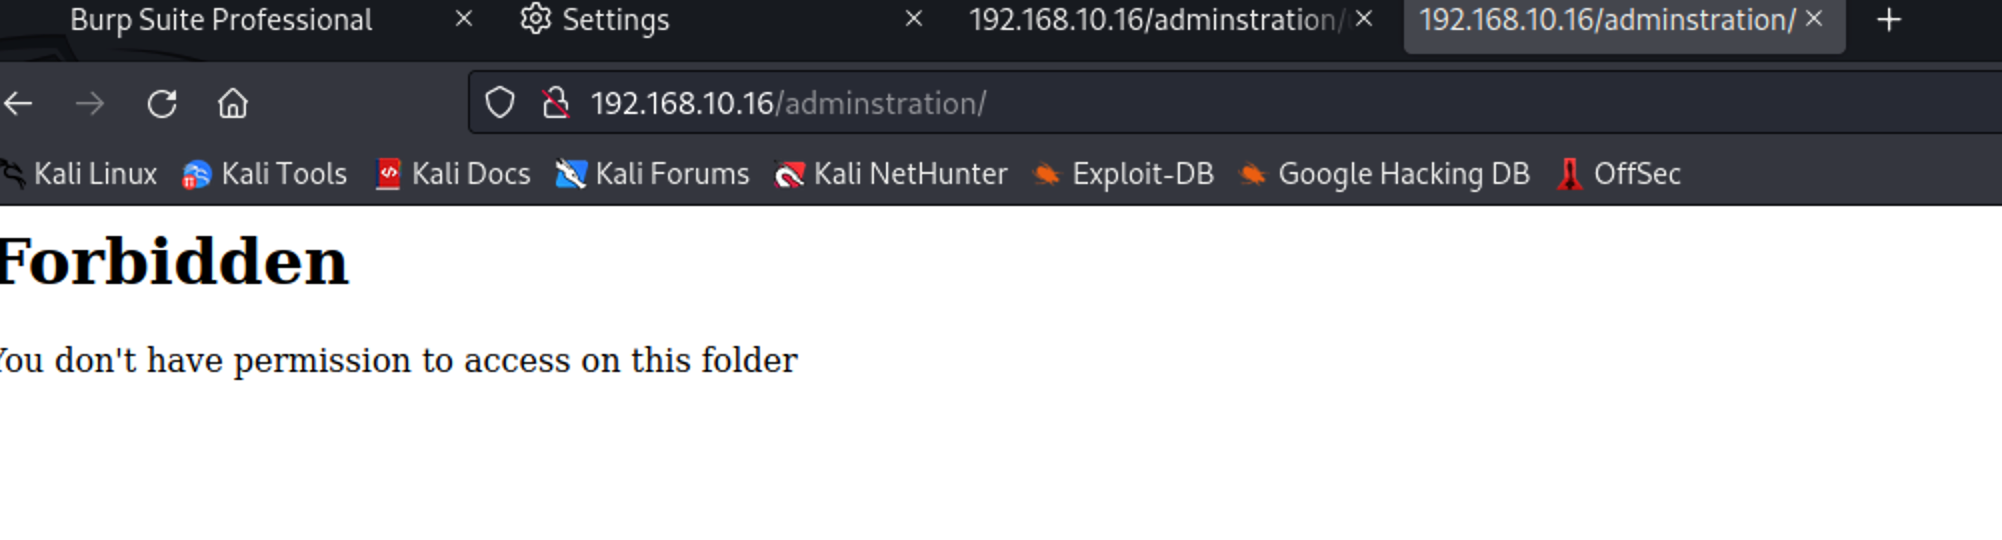 Burp Suite Professional Settings 192.168.10.16/adminstration/ 192.168.10.16/adminstration/
192.168.10.16/adminstration/
Kali Linux Kali Tools Kali Docs Kali Forums Kali NetHunter Exploit-DB Google Hacking DB OffSec
Forbidden
You don't have permission to access on this folder